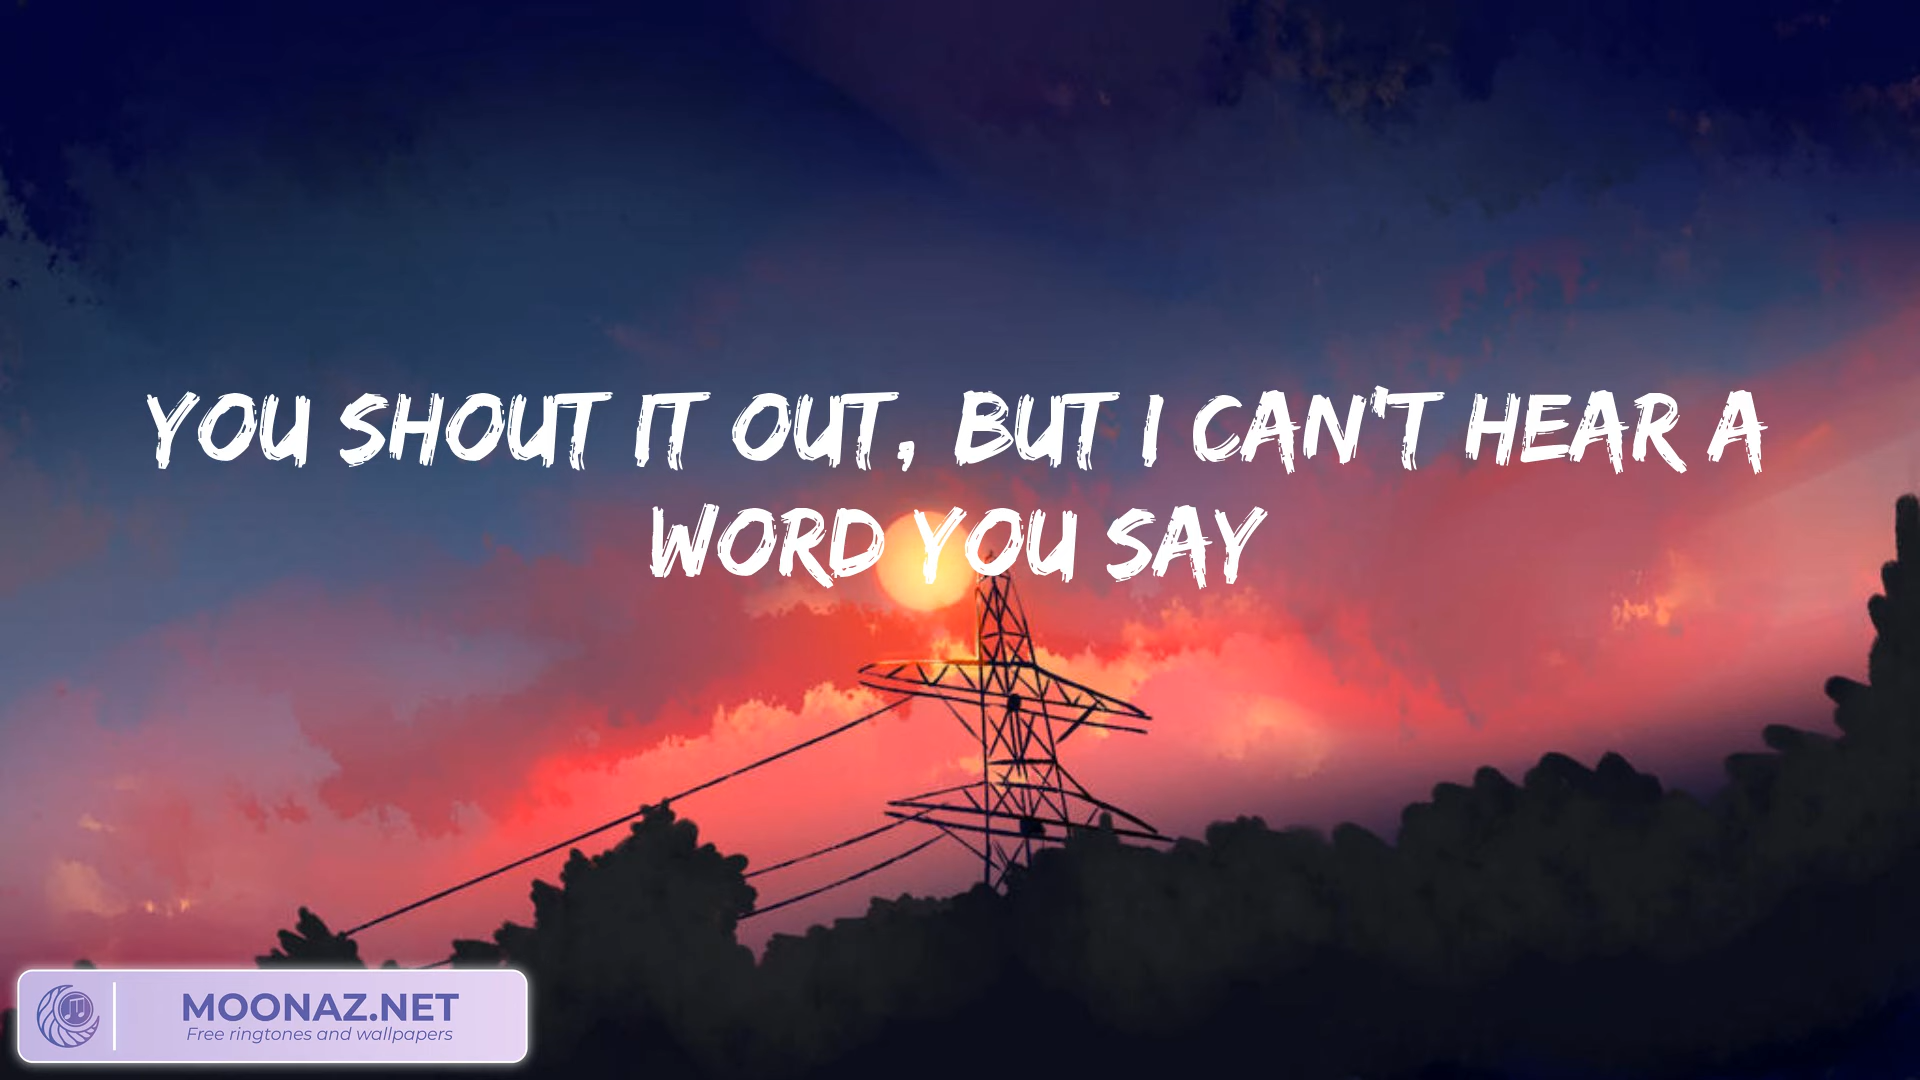 YOU SHOUT IT OUT, BUT I CAN'T HEAR A
WORD YOU SAY
MOONAZ.NET
Free ringtones and wallpapers